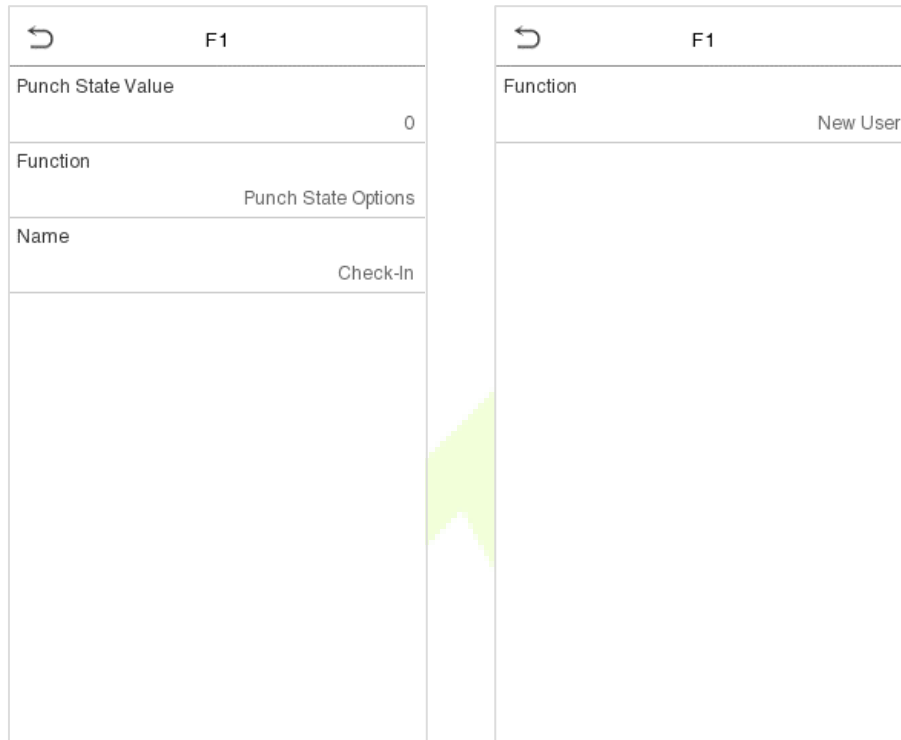 F1
Punch State Value
0
Function
Punch State Options
Name
Check-In
F1
Function
New User